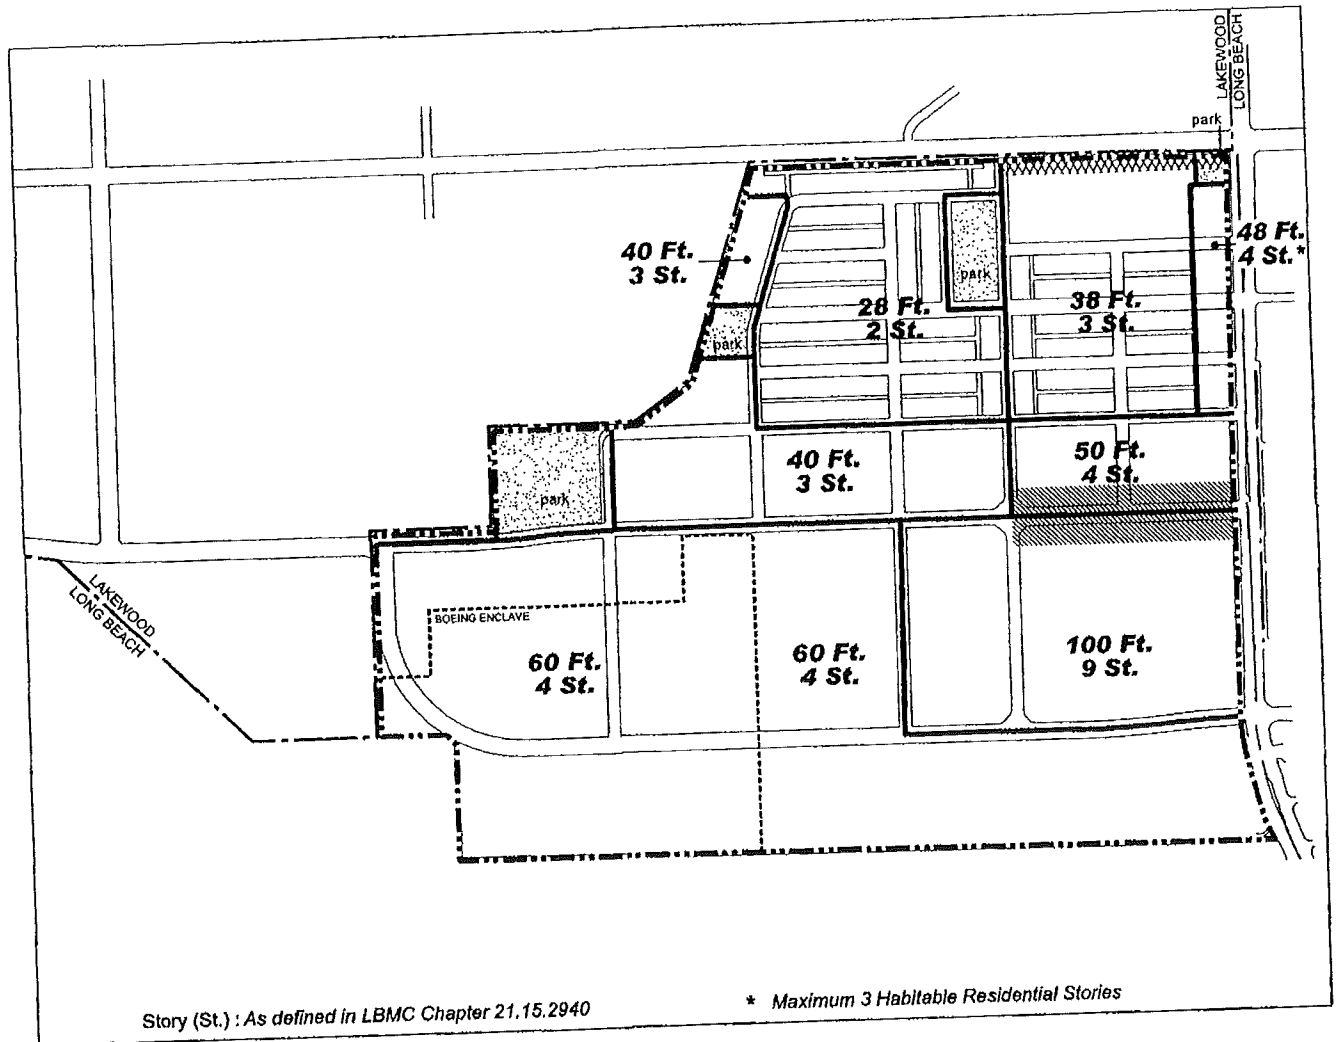 LAKEWOOD
LONG BEACH
park
40 Ft.
3 St.
48 Ft.
4 St.*
park
28 Ft.
2 St.
38 Ft.
3 St.
park
40 Ft.
3 St.
50 Ft.
4 St.
park
LAKEWOOD
LONG BEACH
BOEING ENCLAVE
60 Ft.
4 St.
60 Ft.
4 St.
100 Ft.
9 St.
Story (St.) : As defined in LBMC Chapter 21.15.2940
* Maximum 3 Habitable Residential Stories